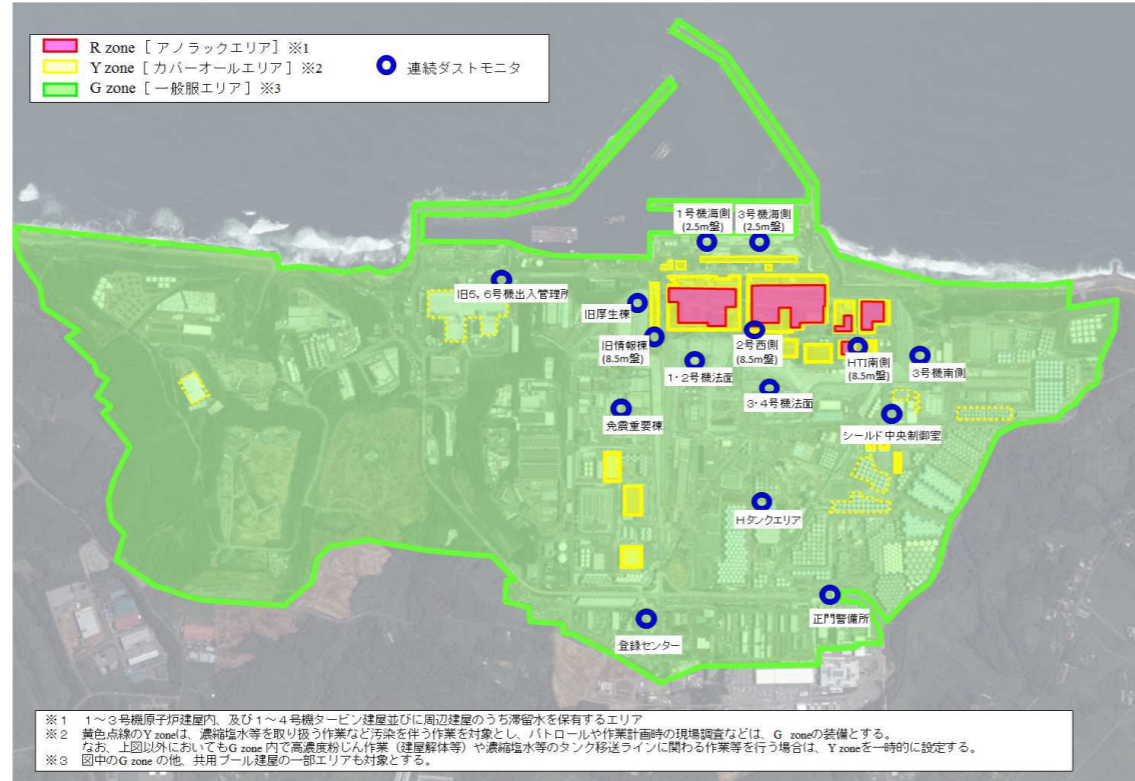 R zone [ アノラックエリア] ※1
Y zone [ カバーオールエリア] ※2
G zone [ 一般服エリア] ※3
連続ダストモニタ
1号機海側
(2.5m盤)
3号機海側
(2.5m盤)
旧5，6号機出入管理所
旧厚生棟
旧情報棟
(8.5m盤)
2号西側
(8.5m盤)
HTI南側
(8.5m盤)
1・2号機法面
3号機南側
3・4号機法面
免震重要棟
シールド中央制御室
Hタンクエリア
正門警備所
登録センター
※1 1～3号機原子炉建屋内、及び1～4号機タービン建屋並びに周辺建屋のうち滞留水を保有するエリア
※2 黄色点線のY zoneは、濃縮塩水等を取り扱う作業など汚染を伴う作業を対象とし、パトロールや作業計画時の現場調査などは、G zoneの装備とする。
なお、上図以外においてもG zone 内で高濃度粉じん作業（建屋解体等）や濃縮塩水等のタンク移送ラインに関わる作業等を行う場合は、Y zoneを一時的に設定する。
※3 図中のG zone の他、共用プール建屋の一部エリアも対象とする。